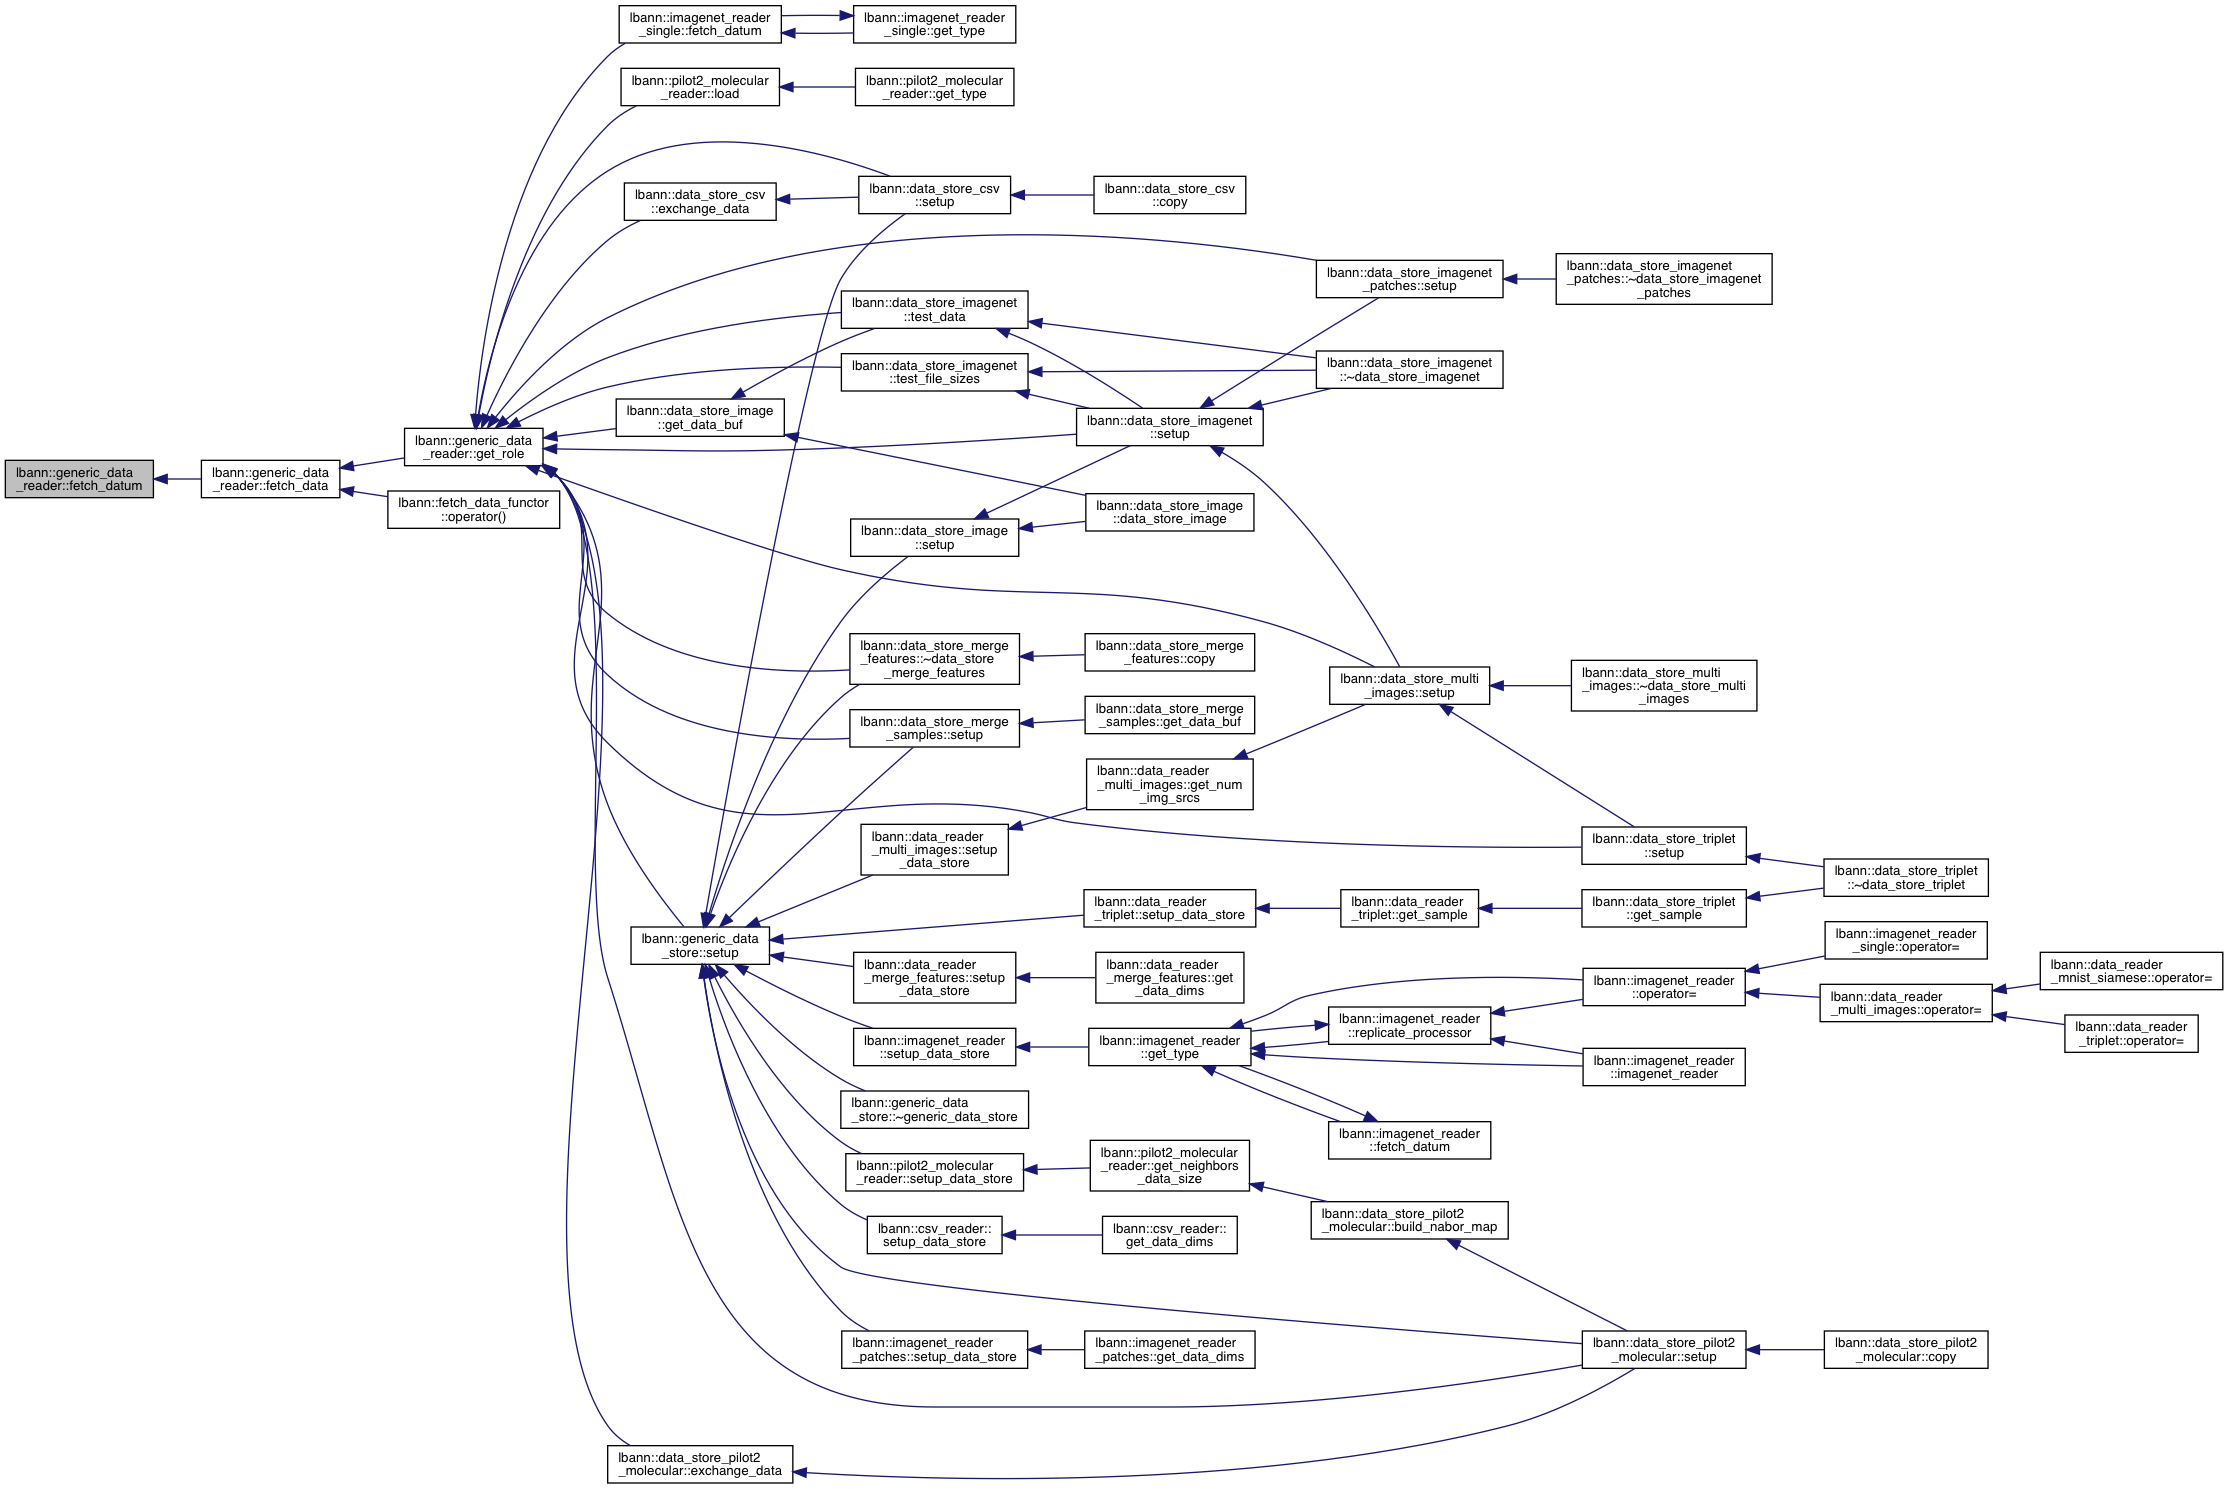 lbann::imagenet_reader
_single::fetch_datum
lbann::imagenet_reader
_single::get_type
lbann::pilot2_molecular
_reader::load
lbann::pilot2_molecular
_reader::get_type
lbann::data_store_csv
::exchange_data
lbann::data_store_csv
::setup
lbann::data_store_csv
::copy
lbann::data_store_imagenet
_patches::setup
lbann::data_store_imagenet
_patches::~data_store_imagenet
_patches
lbann::data_store_imagenet
::test_data
lbann::data_store_imagenet
::test_file_sizes
lbann::data_store_imagenet
::~data_store_imagenet
lbann::data_store_image
::get_data_buf
lbann::data_store_imagenet
::setup
lbann::generic_data
_reader::get_role
lbann::generic_data
_reader::fetch_datum
lbann::generic_data
_reader::fetch_data
lbann::fetch_data_functor
::operator()
lbann::data_store_image
::setup
lbann::data_store_image
::data_store_image
lbann::data_store_merge
_features::~data_store
_merge_features
lbann::data_store_merge
_features::copy
lbann::data_store_multi
_images::setup
lbann::data_store_multi
_images::~data_store_multi
_images
lbann::data_store_merge
_samples::setup
lbann::data_store_merge
_samples::get_data_buf
lbann::data_reader
_multi_images::get_num
_img_srcs
lbann::data_reader
_multi_images::setup
_data_store
lbann::data_store_triplet
::setup
lbann::data_store_triplet
::~data_store_triplet
lbann::data_reader
_triplet::setup_data_store
lbann::data_reader
_triplet::get_sample
lbann::data_store_triplet
::get_sample
lbann::generic_data
_store::setup
lbann::data_reader
_merge_features::setup
_data_store
lbann::data_reader
_merge_features::get
_data_dims
lbann::imagenet_reader
::operator=
lbann::imagenet_reader
_single::operator=
lbann::data_reader
_multi_images::operator=
lbann::data_reader
_mnist_siamese::operator=
lbann::data_reader
_triplet::operator=
lbann::imagenet_reader
::setup_data_store
lbann::imagenet_reader
::get_type
lbann::imagenet_reader
::replicate_processor
lbann::imagenet_reader
::imagenet_reader
lbann::generic_data
_store::~generic_data_store
lbann::imagenet_reader
::fetch_datum
lbann::pilot2_molecular
_reader::setup_data_store
lbann::pilot2_molecular
_reader::get_neighbors
_data_size
lbann::data_store_pilot2
_molecular::build_nabor_map
lbann::csv_reader::
setup_data_store
lbann::csv_reader::
get_data_dims
lbann::imagenet_reader
_patches::setup_data_store
lbann::imagenet_reader
_patches::get_data_dims
lbann::data_store_pilot2
_molecular::setup
lbann::data_store_pilot2
_molecular::copy
lbann::data_store_pilot2
_molecular::exchange_data